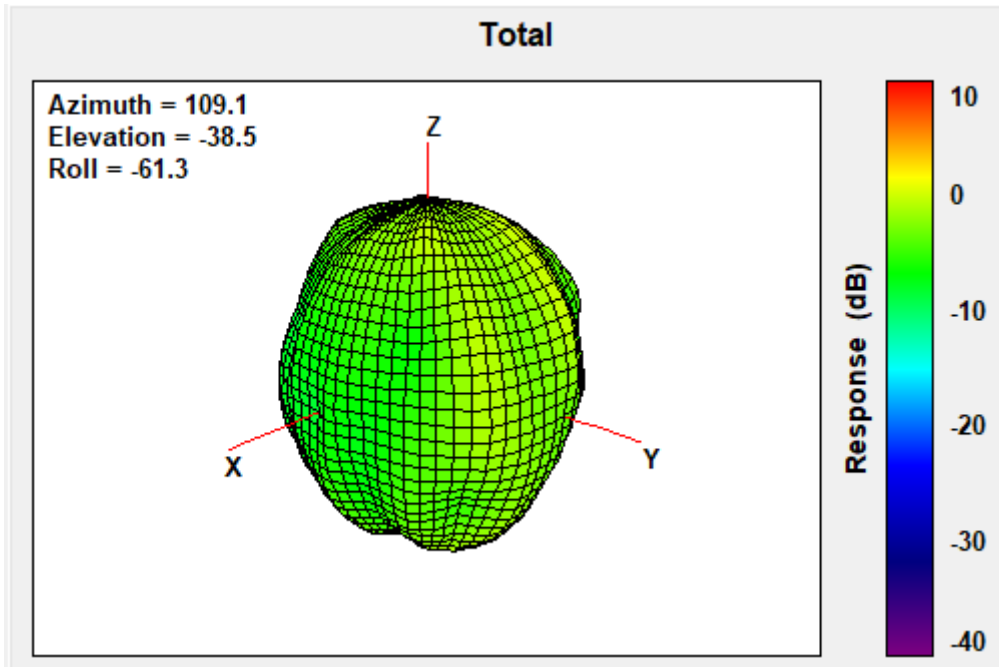 Total
Azimuth = 109.1
Elevation = -38.5
Roll = -61.3
Z
X
Y
10
0
-10
-20
-30
-40
Response (dB)